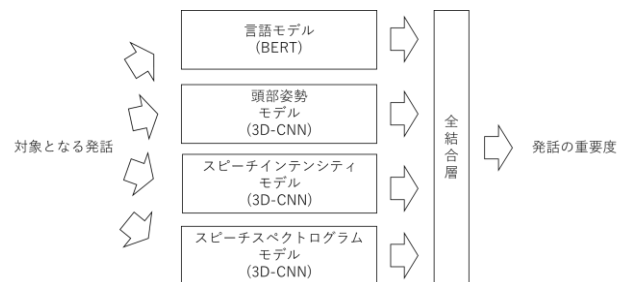 対象となる発話
言語モデル
(BERT)
頭部姿勢
モデル
(3D-CNN)
スピーチインテンシティ
モデル
(3D-CNN)
スピーチスペクトログラム
モデル
(3D-CNN)
全結合層
発話の重要度